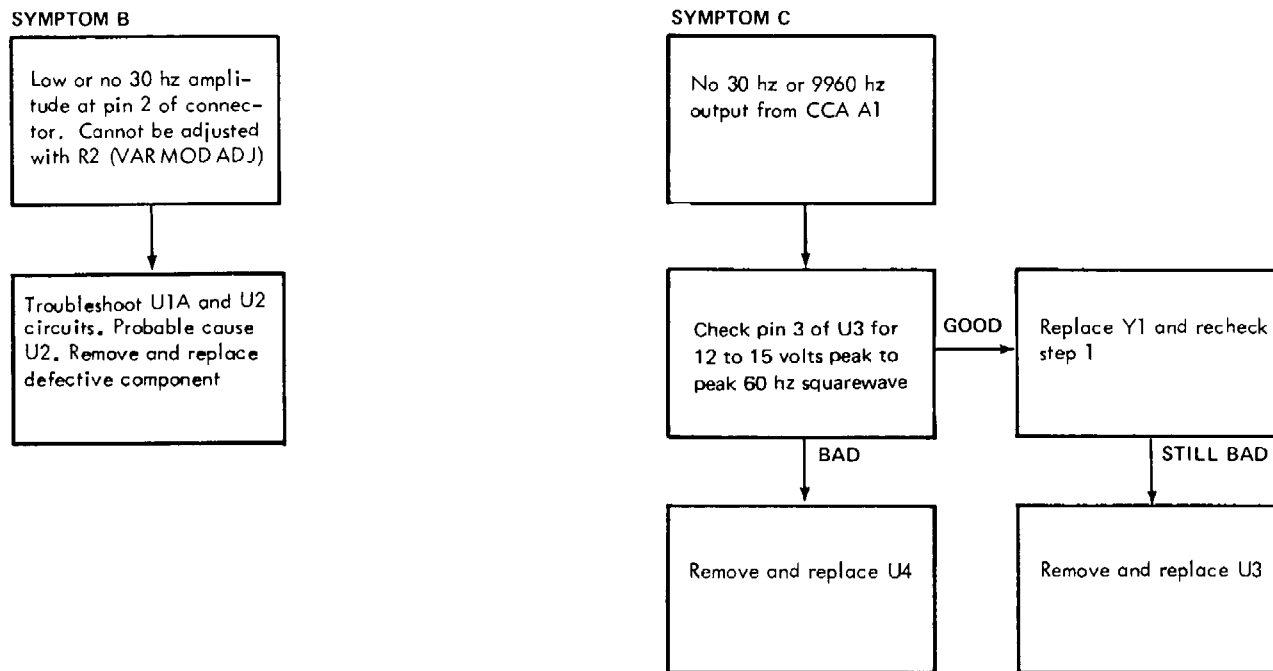 SYMPTOM B
Low or no 30 hz ampli-
tude at pin 2 of connec-
tor. Cannot be adjusted
with R2 (VAR MOD ADJ)
Troubleshoot U1A and U2
circuits. Probable cause
U2. Remove and replace
defective component
SYMPTOM C
No 30 hz or 9960 hz
output from CCA A1
Check pin 3 of U3 for
12 to 15 volts peak to
peak 60 hz squarewave
GOOD
Replace Y1 and recheck
step 1
BAD
STILL BAD
Remove and replace U4
Remove and replace U3